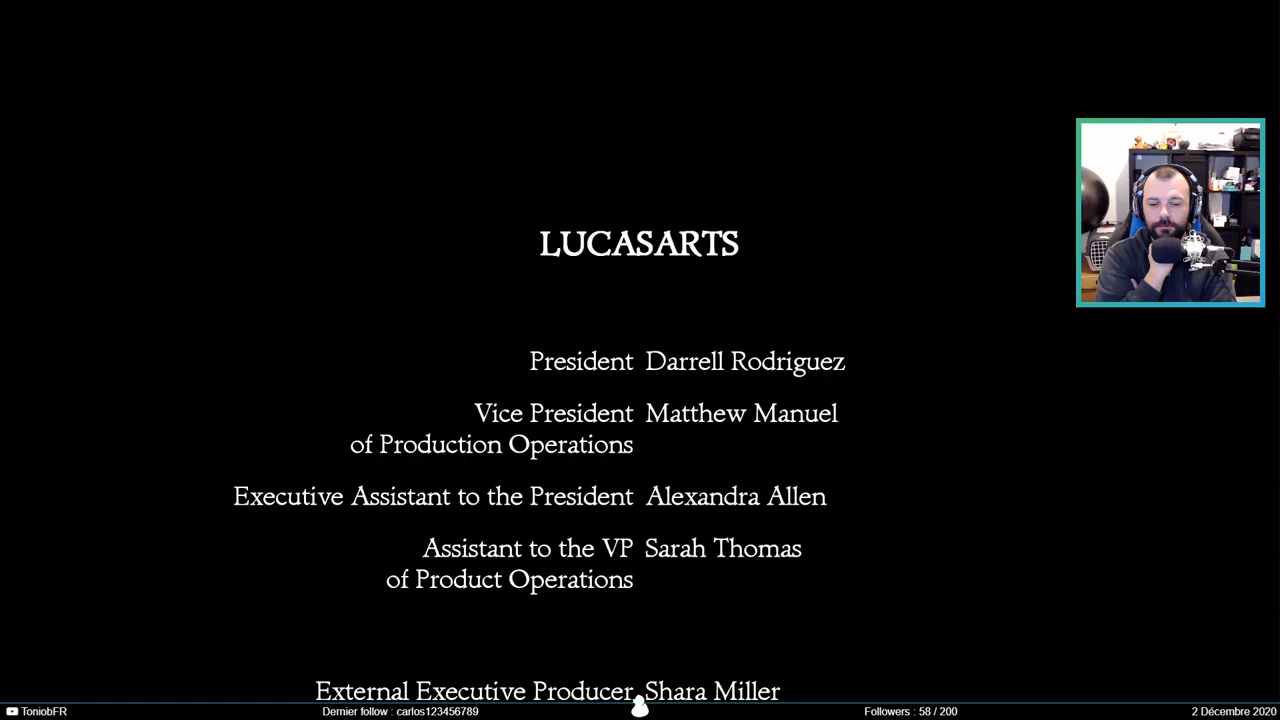 LUCASARTS
President Darrell Rodriguez
Vice President Matthew Manuel
of Production Operations
Executive Assistant to the President Alexandra Allen
Assistant to the VP Sarah Thomas
of Product Operations
External Executive Producer Shara Miller
ToniobFR Dernier follow : carlos123456789 Followers : 58 / 200 2 Décembre 2020